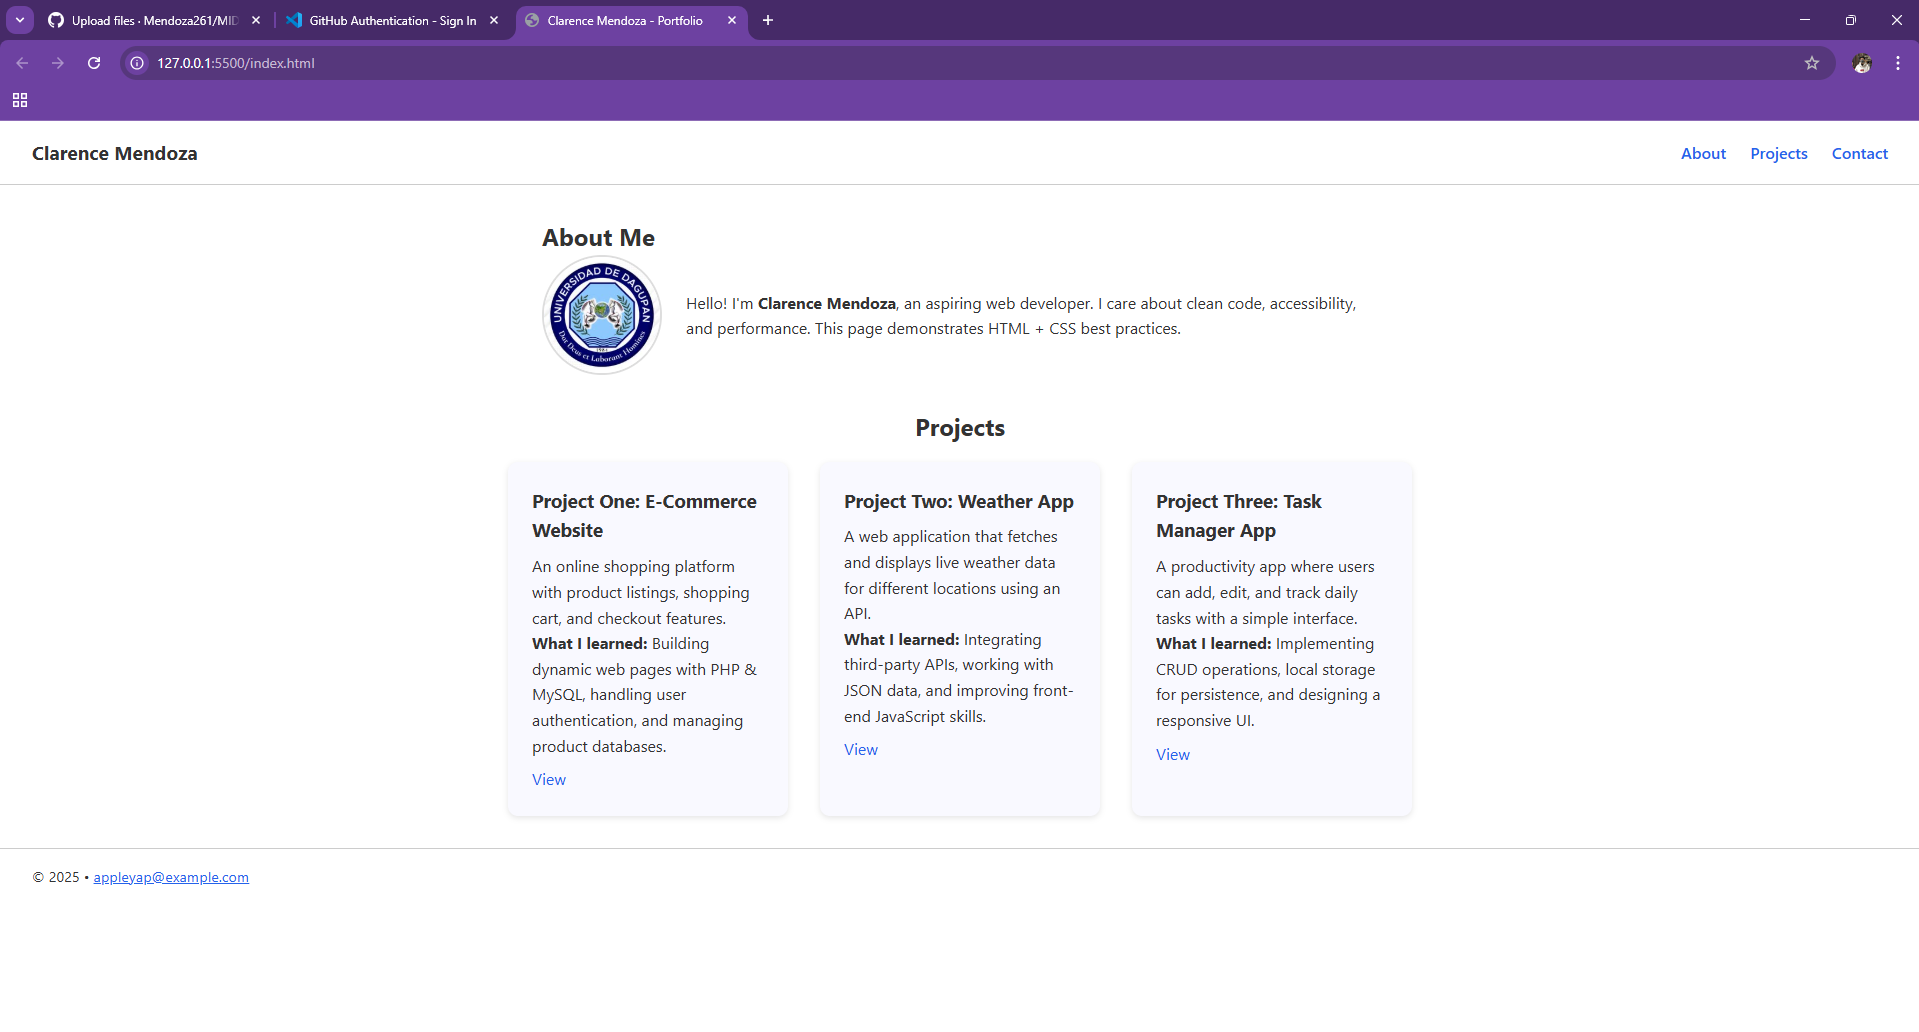 Upload files · Mendoza261/MID
GitHub Authentication - Sign In
Clarence Mendoza - Portfolio
127.0.0.1:5500/index.html
Clarence Mendoza
About Projects Contact
About Me
UNIVERSIDAD DE DAGUPAN
Dat Deus et Laborant Homines
Hello! I'm Clarence Mendoza, an aspiring web developer. I care about clean code, accessibility,
and performance. This page demonstrates HTML + CSS best practices.
Projects
Project One: E-Commerce
Website
An online shopping platform
with product listings, shopping
cart, and checkout features.
What I learned: Building
dynamic web pages with PHP &
MySQL, handling user
authentication, and managing
product databases.
View
Project Two: Weather App
A web application that fetches
and displays live weather data
for different locations using an
API.
What I learned: Integrating
third-party APIs, working with
JSON data, and improving front-
end JavaScript skills.
View
Project Three: Task
Manager App
A productivity app where users
can add, edit, and track daily
tasks with a simple interface.
What I learned: Implementing
CRUD operations, local storage
for persistence, and designing a
responsive UI.
View
© 2025 • appleyap@example.com